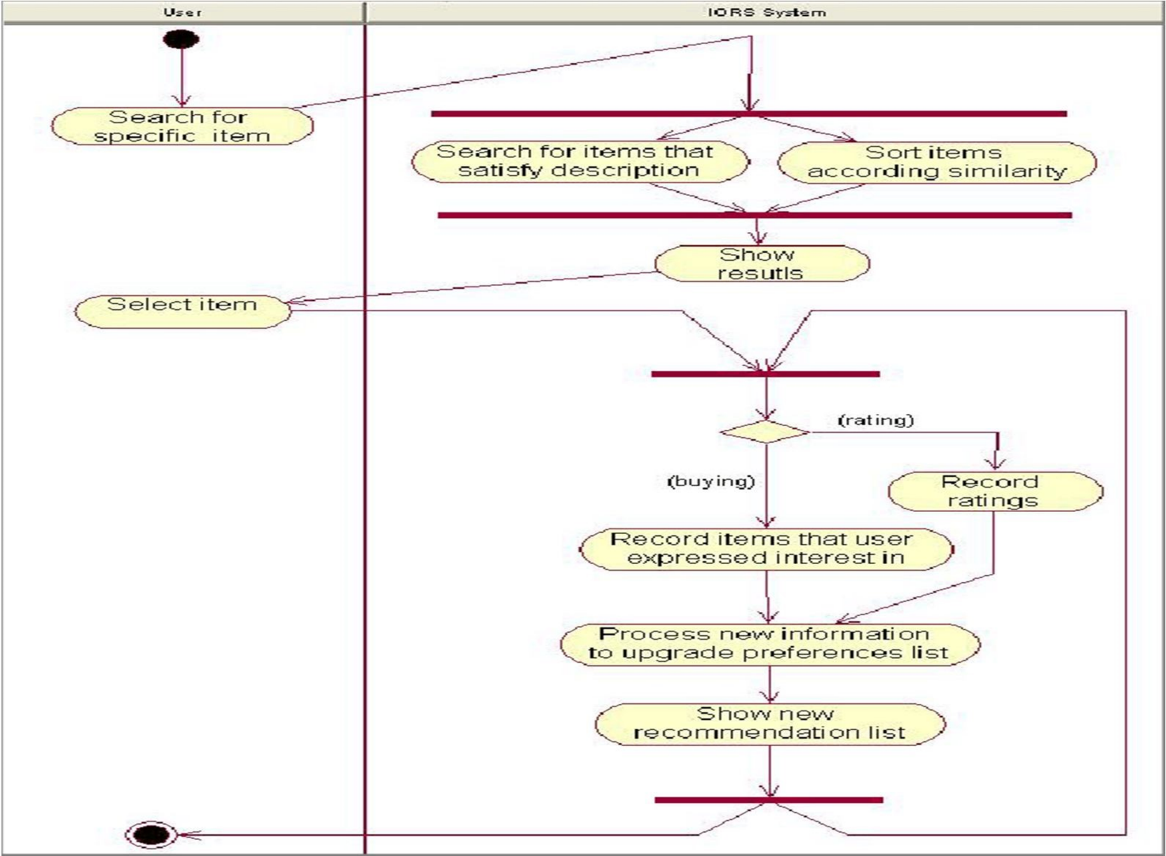 User
IORS System
Search for
specific item
Search for items that
satisfy description
Sort items
according similarity
Show
resutls
Select item
(rating)
(buying)
Record
ratings
Record items that user
expressed interest in
Process new information
to upgrade preferences list
Show new
recommendation list